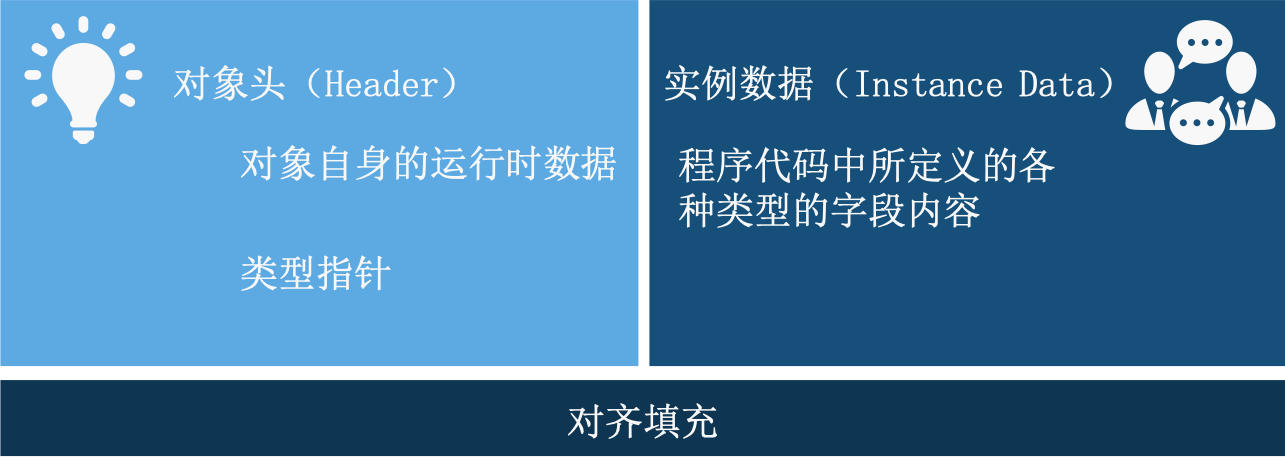 对象头（Header）
对象自身的运行时数据
类型指针
实例数据（Instance Data）
程序代码中所定义的各
种类型的字段内容
对齐填充